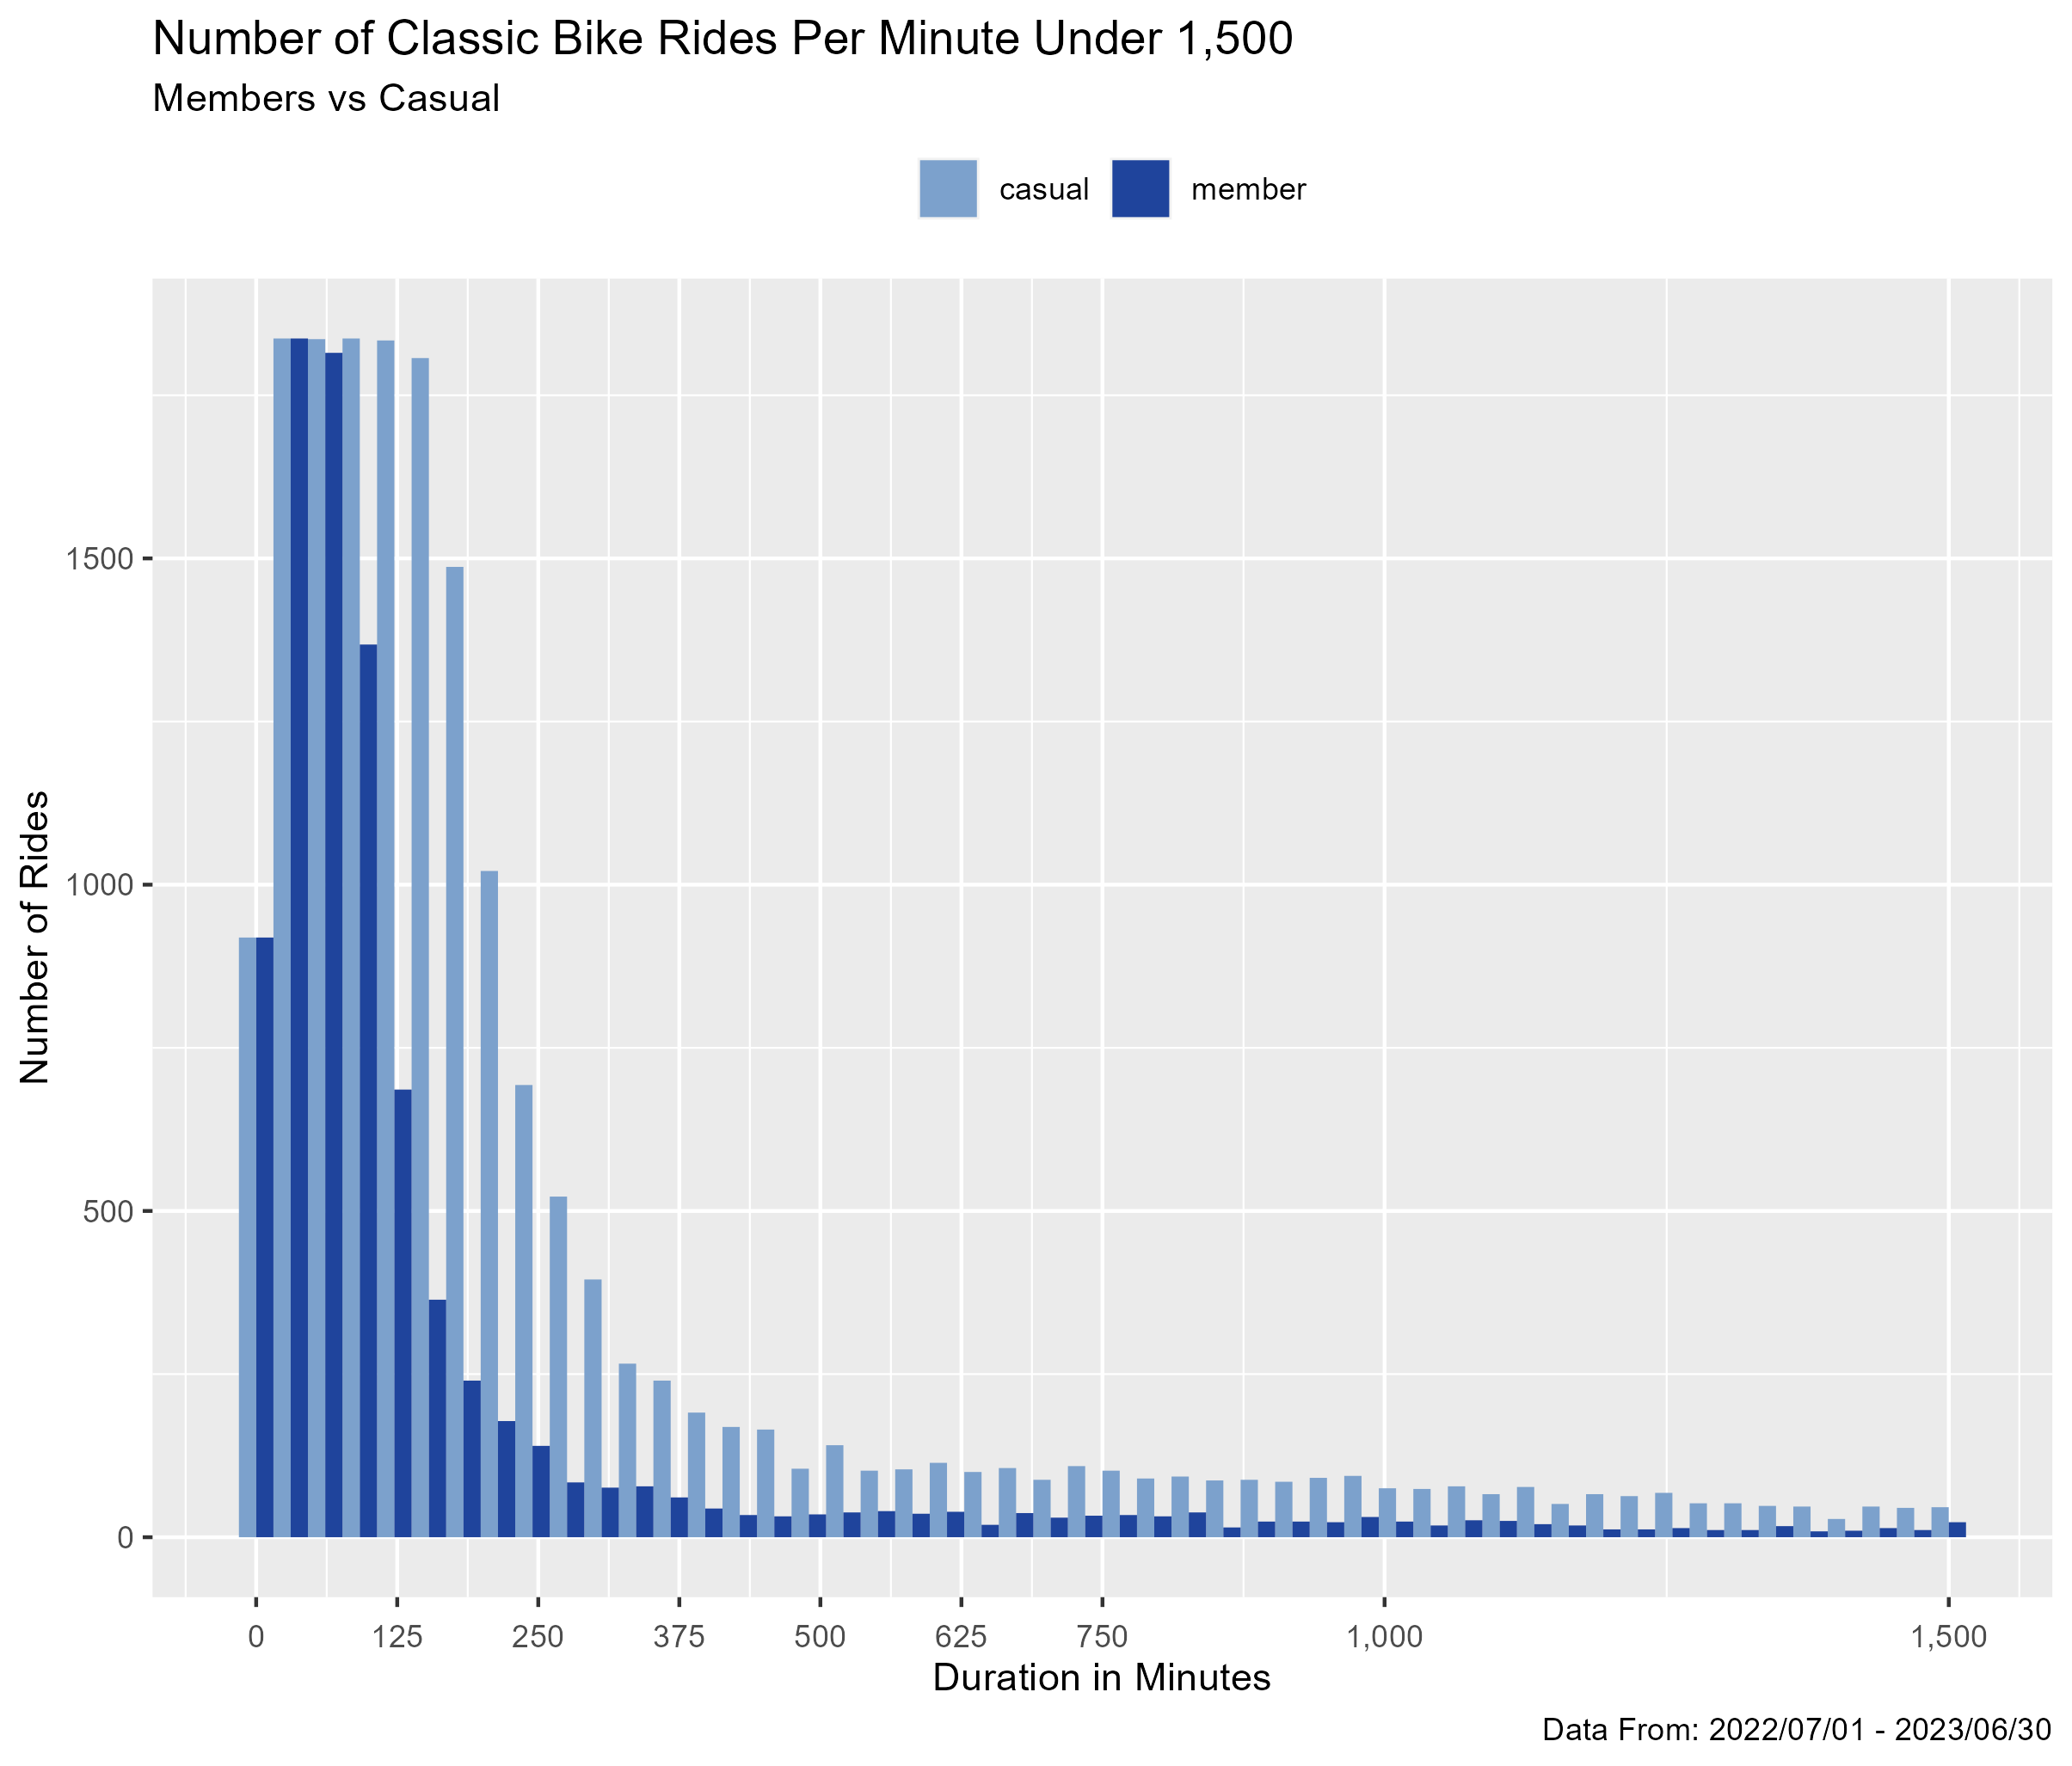 Number of Classic Bike Rides Per Minute Under 1,500
Members vs Casual
casual member
Number of Rides
1500
1000
500
0
0 125 250 375 500 625 750 1,000 1,500
Duration in Minutes
Data From: 2022/07/01 - 2023/06/30